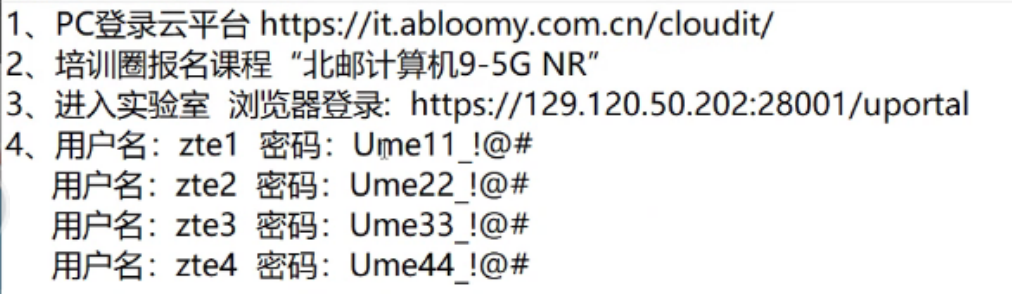 1、PC登录云平台 https://it.abloomy.com.cn/cloudit/
2、培训圈报名课程“北邮计算机9-5G NR”
3、进入实验室 浏览器登录: https://129.120.50.202:28001/uportal
4、用户名：zte1 密码：Ume11_!@#
用户名：zte2 密码：Ume22_!@#
用户名：zte3 密码：Ume33_!@#
用户名：zte4 密码：Ume44_!@#